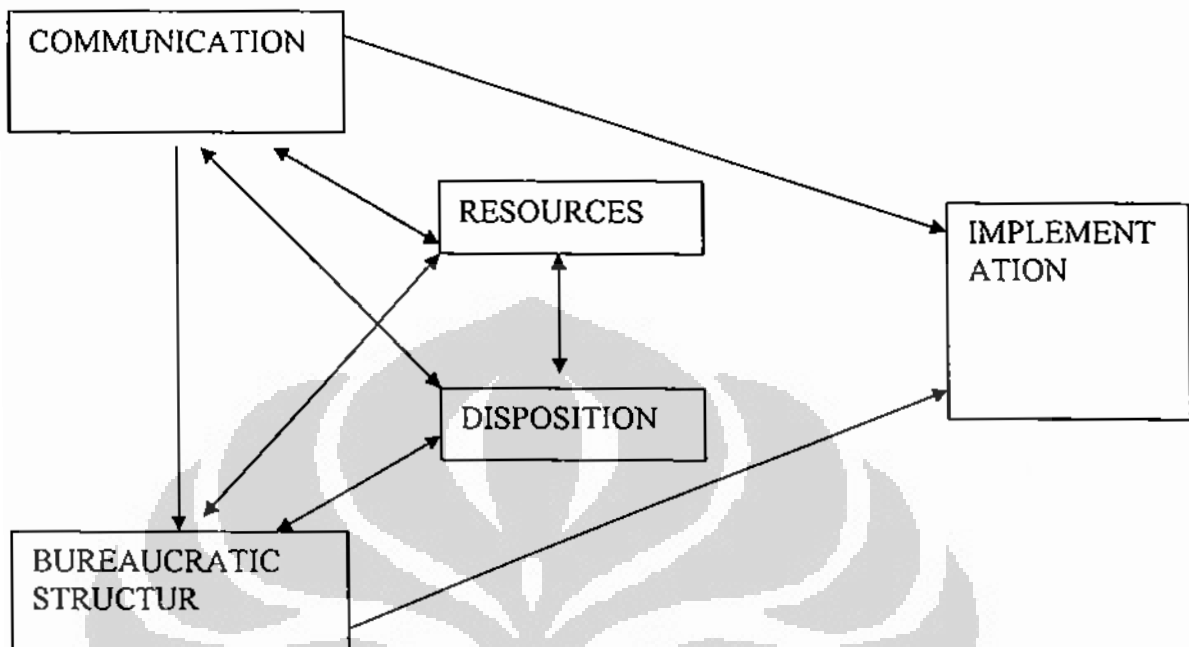 COMMUNICATION
RESOURCES
IMPLEMENT
ATION
DISPOSITION
BUREAUCRATIC
STRUCTUR